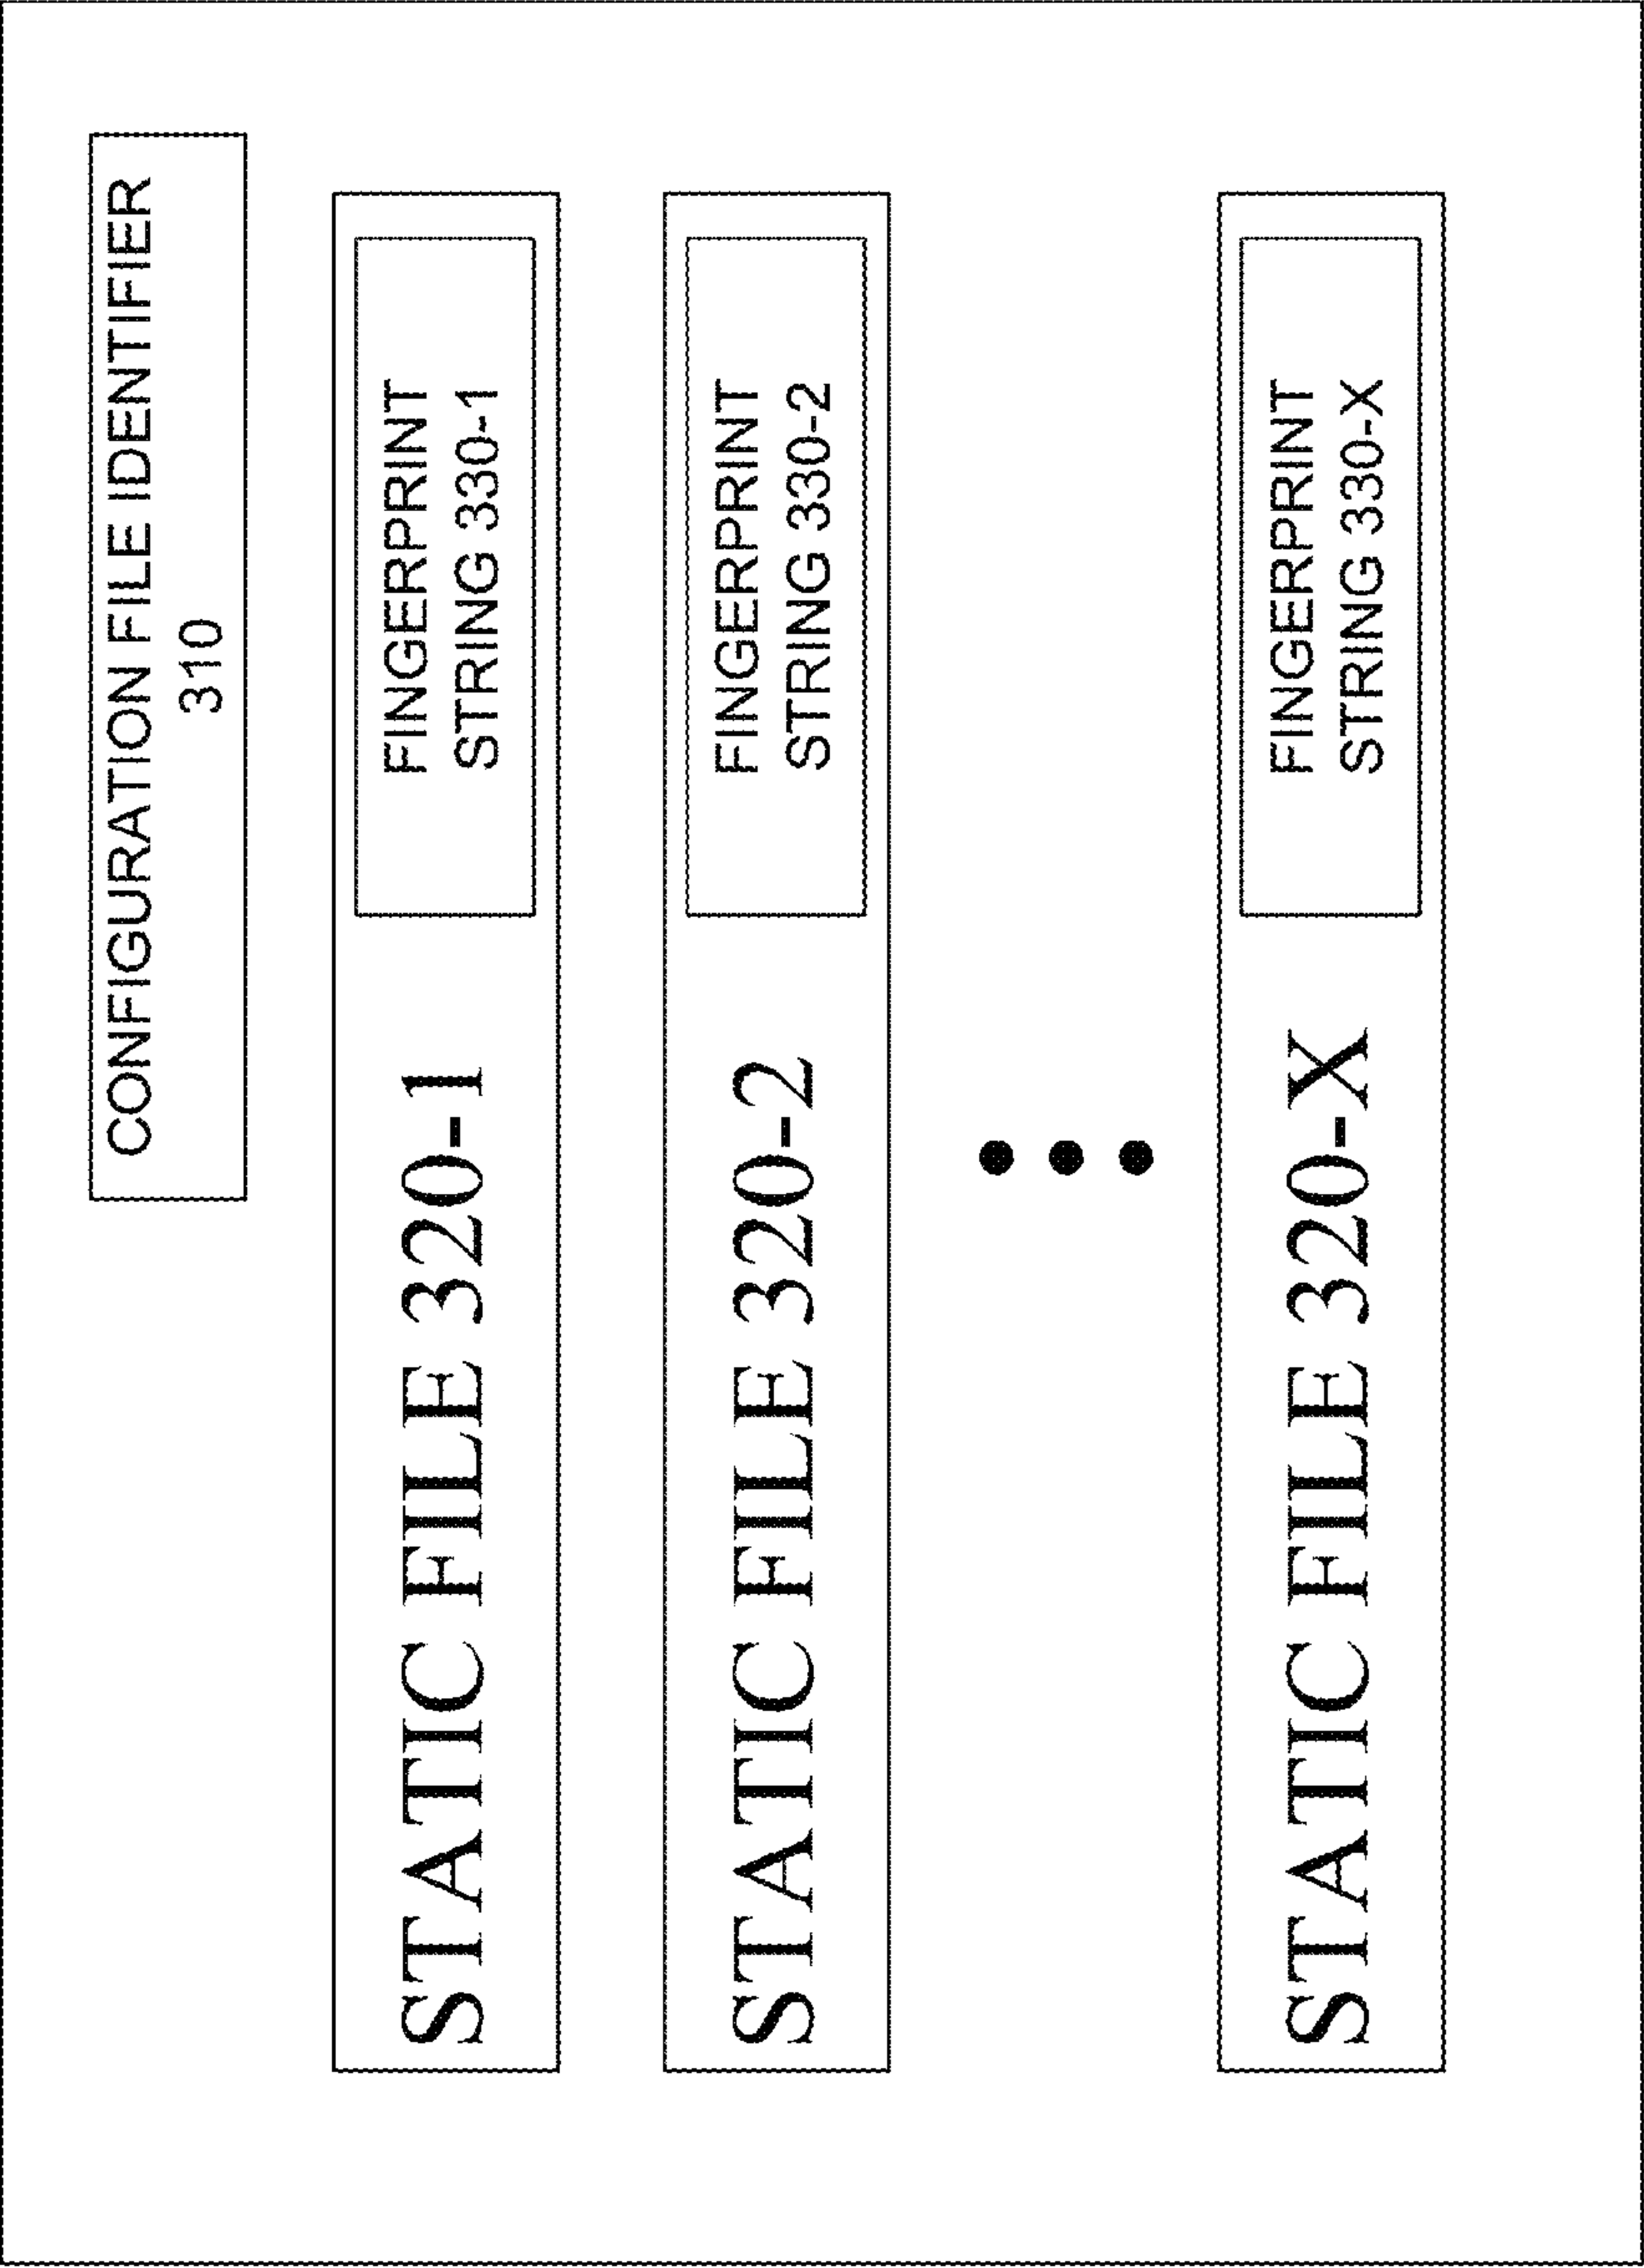 CONFIGURATION FILE IDENTIFIER
310
STATIC FILE 320-1
FINGERPRINT
STRING 330-1
STATIC FILE 320-2
FINGERPRINT
STRING 330-2
STATIC FILE 320-X
FINGERPRINT
STRING 330-X